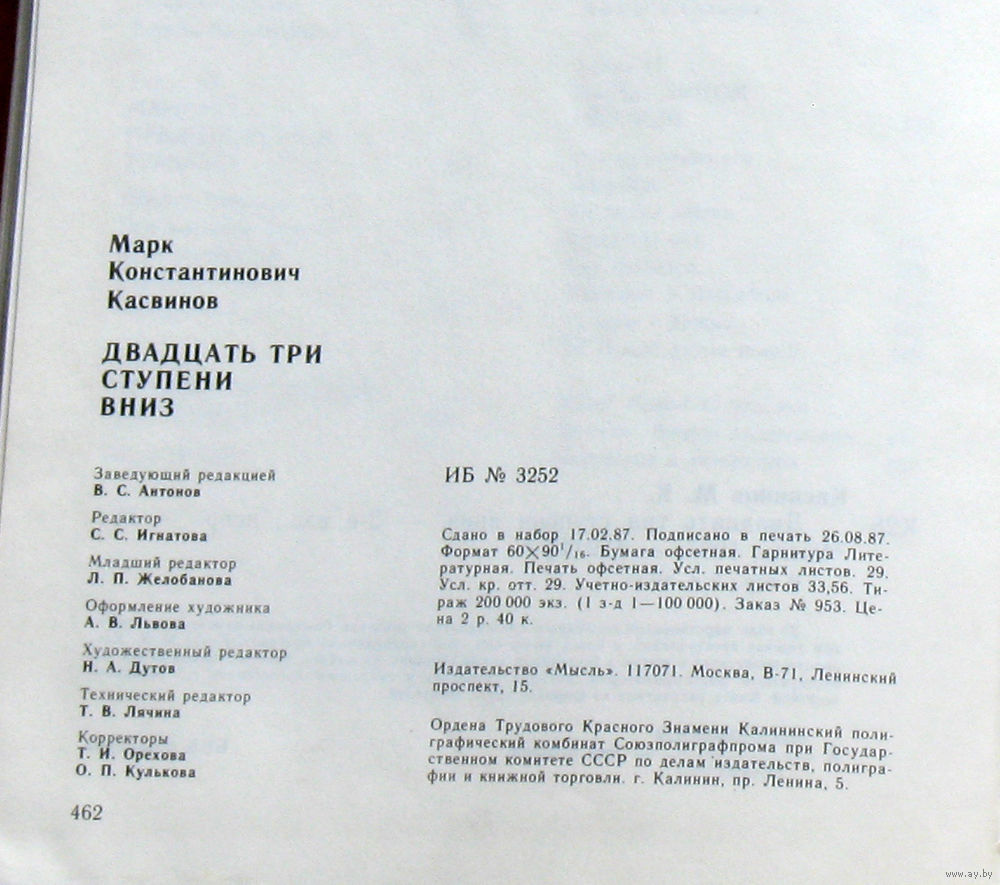 Марк
Константинович
Касвинов
ДВАДЦАТЬ ТРИ
СТУПЕНИ
ВНИЗ
Заведующий редакцией
В. С. Антонов
Редактор
С. С. Игнатова
Младший редактор
Л. П. Желобанова
Оформление художника
А. В. Львова
Художественный редактор
Н. А. Дутов
Технический редактор
Т. В. Лячина
Корректоры
Т. И. Орехова
О. П. Кулькова
ИБ № 3252
Сдано в набор 17.02.87. Подписано в печать 26.08.87.
Формат 60×90¹/₁₆. Бумага офсетная. Гарнитура Лите-
ратурная. Печать офсетная. Усл. печатных листов. 29.
Усл. кр. отт. 29. Учетно-издательских листов 33,56. Ти-
раж 200 000 экз. (1 з-д 1—100 000). Заказ № 953. Це-
на 2 р. 40 к.
Издательство «Мысль». 117071. Москва, В-71, Ленинский
проспект, 15.
Ордена Трудового Красного Знамени Калининский поли-
графический комбинат Союзполиграфпрома при Государ-
ственном комитете СССР по делам издательств, полигра-
фии и книжной торговли. г. Калинин, пр. Ленина, 5.
462
www.ay.by